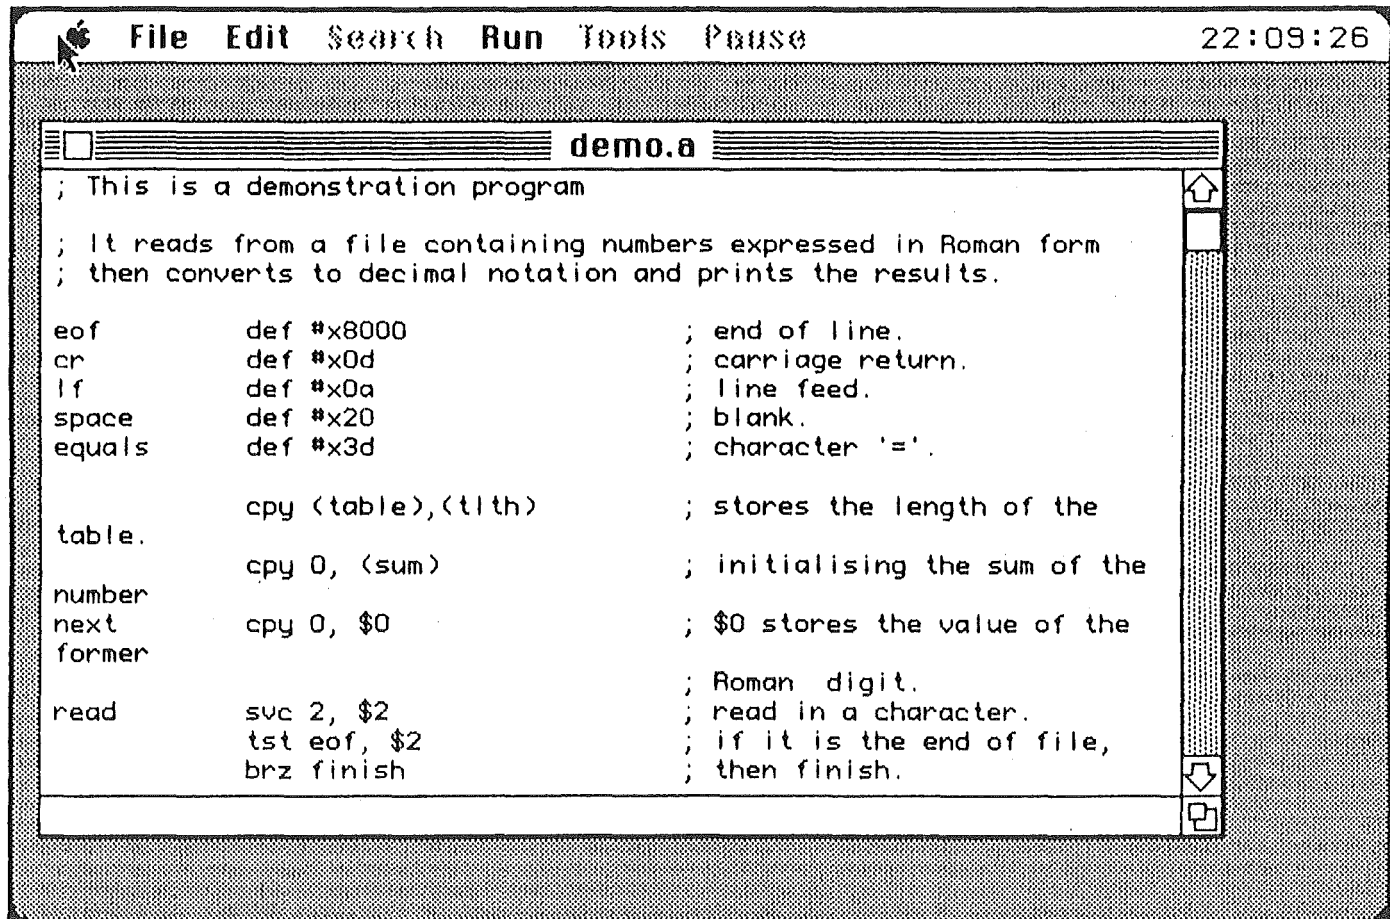 File Edit Search Run Tools Pause 22:09:26
demo.a
; This is a demonstration program
; It reads from a file containing numbers expressed in Roman form
; then converts to decimal notation and prints the results.
eof def #x8000 ; end of line.
cr def #x0d ; carriage return.
lf def #x0a ; line feed.
space def #x20 ; blank.
equals def #x3d ; character '='.
cpy (table),(tlth) ; stores the length of the
table.
cpy 0, (sum) ; initialising the sum of the
number
next cpy 0, $0 ; $0 stores the value of the
former
; Roman digit.
read svc 2, $2 ; read in a character.
tst eof, $2 ; if it is the end of file,
brz finish ; then finish.